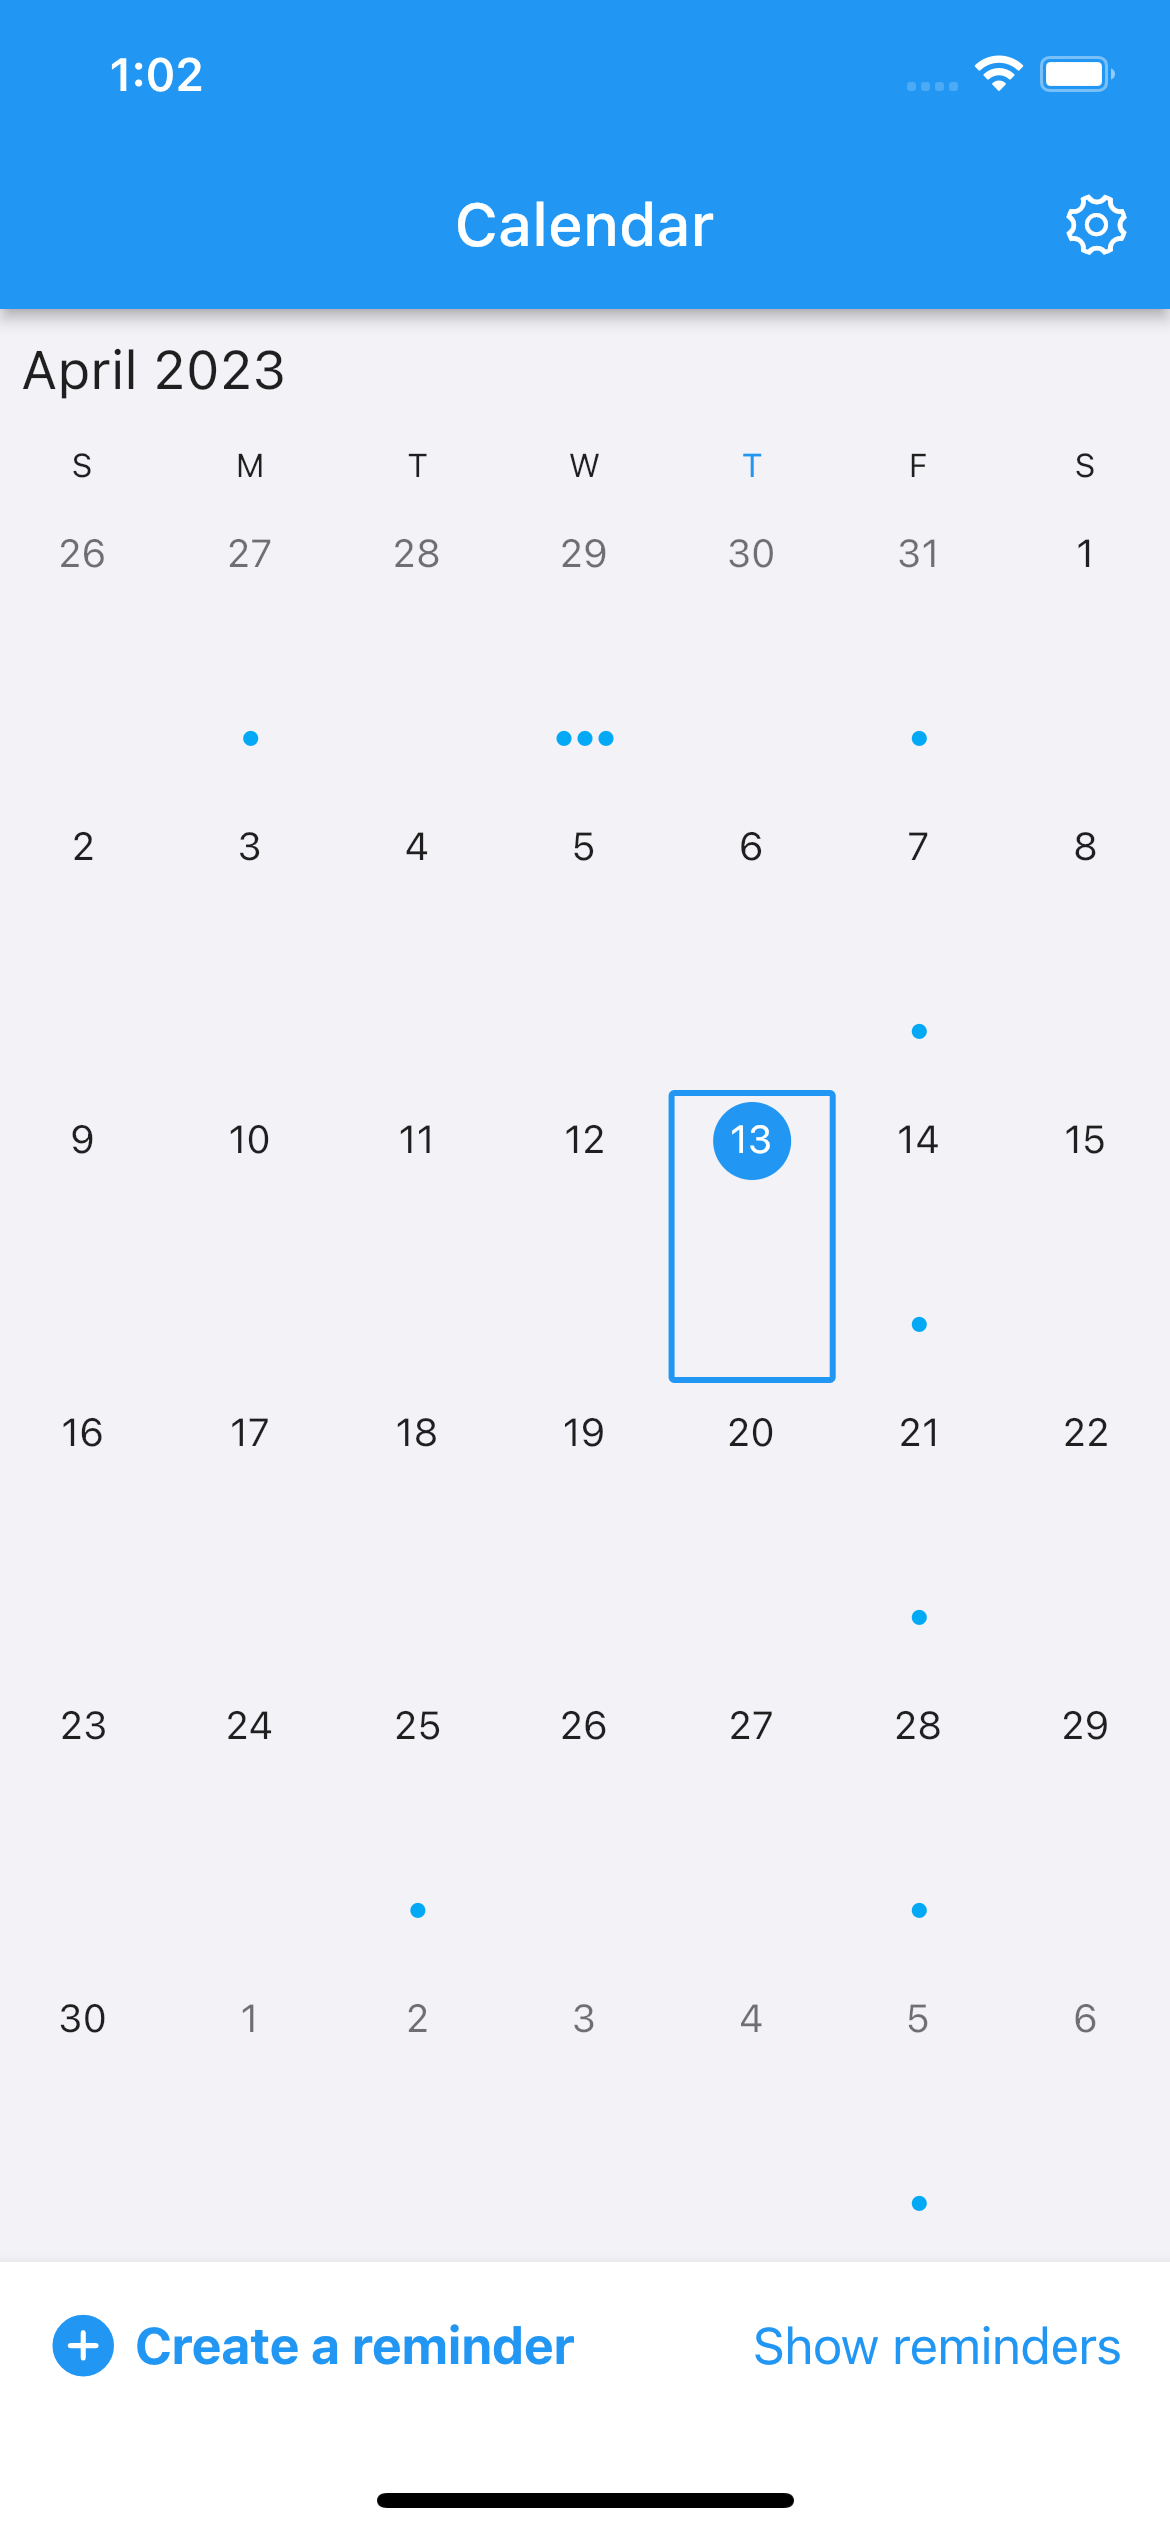 1:02
Calendar
April 2023
S M T W T F S
26 27 28 29 30 31 1
2 3 4 5 6 7 8
9 10 11 12 13 14 15
16 17 18 19 20 21 22
23 24 25 26 27 28 29
30 1 2 3 4 5 6
Create a reminder Show reminders